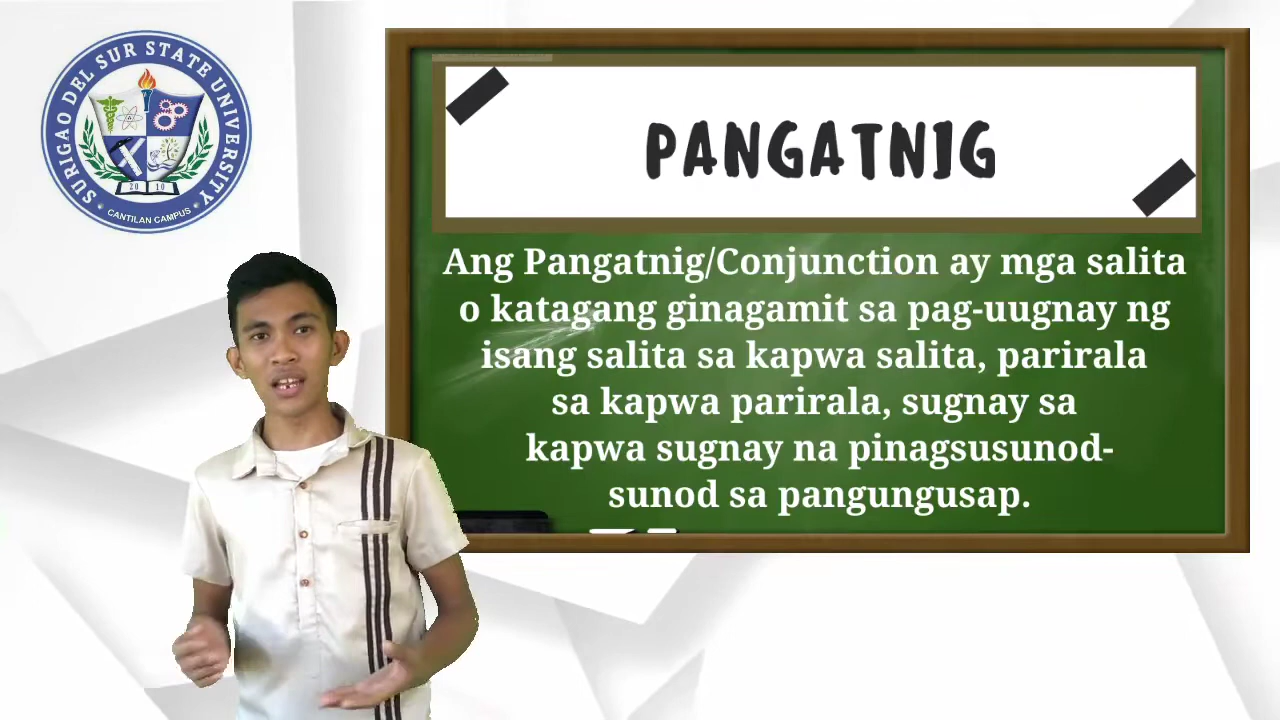 SURIGAO DEL SUR STATE UNIVERSITY
20 10
CANTILAN CAMPUS
PANGATNIG
Ang Pangatnig/Conjunction ay mga salita
o katagang ginagamit sa pag-uugnay ng
isang salita sa kapwa salita, parirala
sa kapwa parirala, sugnay sa
kapwa sugnay na pinagsusunod-
sunod sa pangungusap.